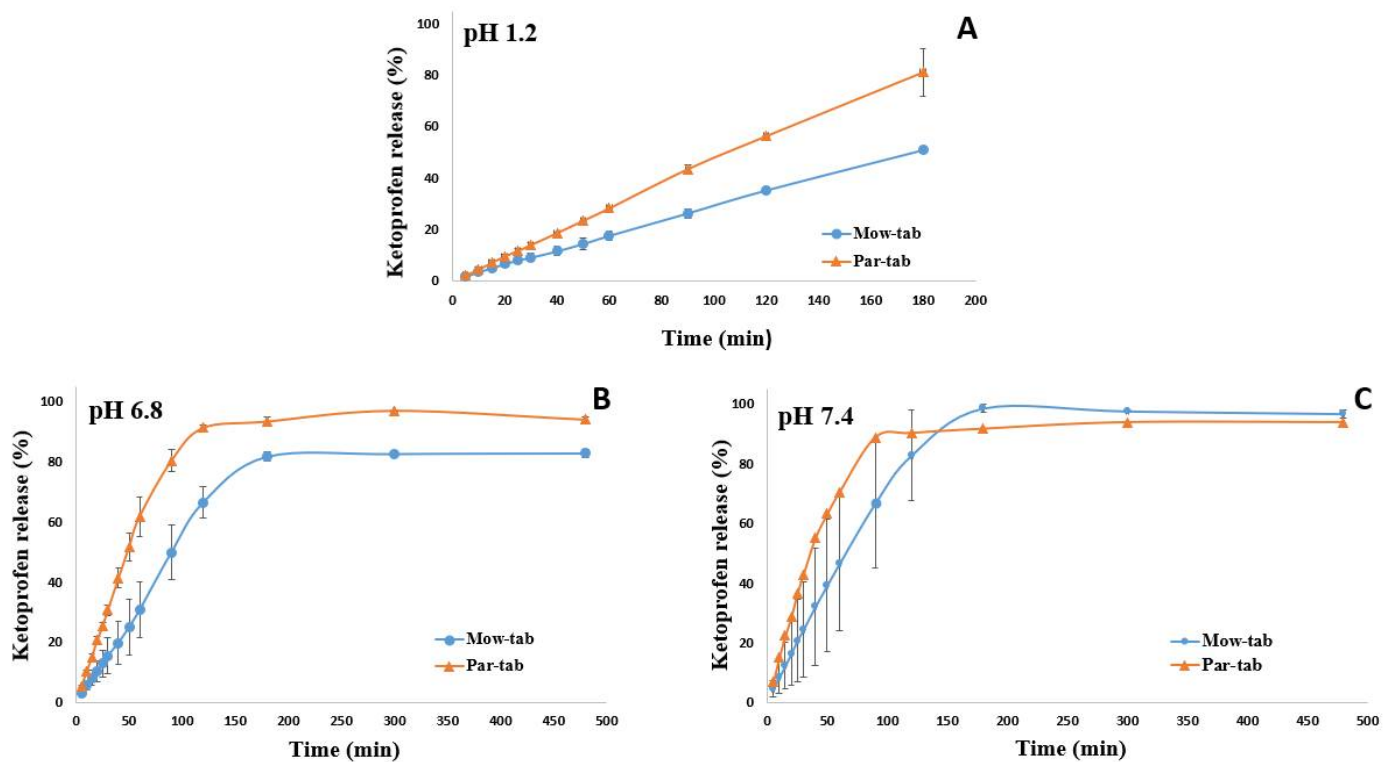 pH 1.2
A
Ketoprofen release (%)
100
80
60
40
20
0
Mow-tab
Par-tab
0 20 40 60 80 100 120 140 160 180 200
Time (min)
pH 6.8
B
Ketoprofen release (%)
100
80
60
40
20
0
Mow-tab
Par-tab
0 50 100 150 200 250 300 350 400 450 500
Time (min)
pH 7.4
C
Ketoprofen release (%)
100
80
60
40
20
0
Mow-tab
Par-tab
0 50 100 150 200 250 300 350 400 450 500
Time (min)